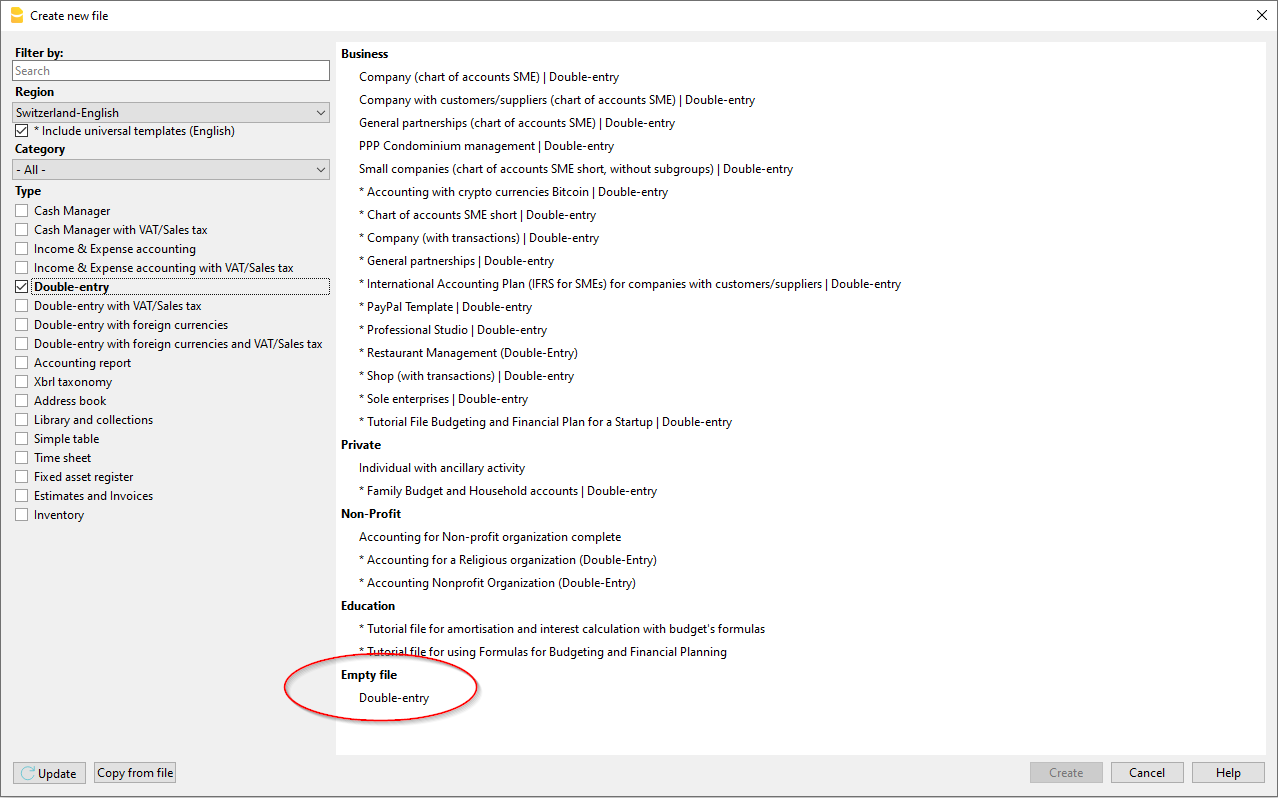 Create new file
Filter by:
Search
Region
Switzerland-English
* Include universal templates (English)
Category
- All -
Type
Cash Manager
Cash Manager with VAT/Sales tax
Income & Expense accounting
Income & Expense accounting with VAT/Sales tax
Double-entry
Double-entry with VAT/Sales tax
Double-entry with foreign currencies
Double-entry with foreign currencies and VAT/Sales tax
Accounting report
Xbrl taxonomy
Address book
Library and collections
Simple table
Time sheet
Fixed asset register
Estimates and Invoices
Inventory
Business
Company (chart of accounts SME) | Double-entry
Company with customers/suppliers (chart of accounts SME) | Double-entry
General partnerships (chart of accounts SME) | Double-entry
PPP Condominium management | Double-entry
Small companies (chart of accounts SME short, without subgroups) | Double-entry
* Accounting with crypto currencies Bitcoin | Double-entry
* Chart of accounts SME short | Double-entry
* Company (with transactions) | Double-entry
* General partnerships | Double-entry
* International Accounting Plan (IFRS for SMEs) for companies with customers/suppliers | Double-entry
* PayPal Template | Double-entry
* Professional Studio | Double-entry
* Restaurant Management (Double-Entry)
* Shop (with transactions) | Double-entry
* Sole enterprises | Double-entry
* Tutorial File Budgeting and Financial Plan for a Startup | Double-entry
Private
Individual with ancillary activity
* Family Budget and Household accounts | Double-entry
Non-Profit
Accounting for Non-profit organization complete
* Accounting for a Religious organization (Double-Entry)
* Accounting Nonprofit Organization (Double-Entry)
Education
* Tutorial file for amortisation and interest calculation with budget's formulas
* Tutorial file for using Formulas for Budgeting and Financial Planning
Empty file
Double-entry
Update
Copy from file
Create
Cancel
Help